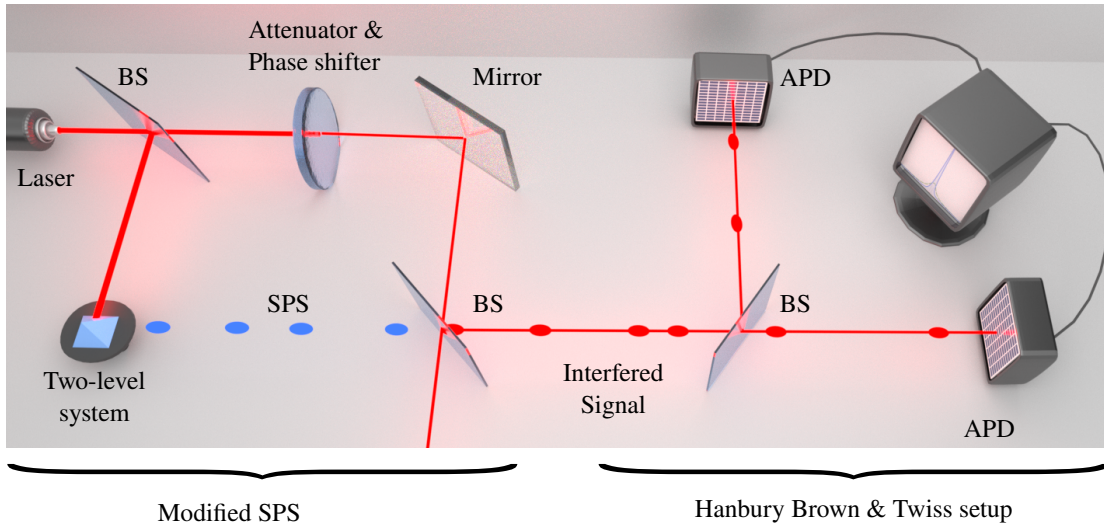 Attenuator &
Phase shifter
BS
Mirror
APD
Laser
SPS
BS
BS
Two-level
system
Interfered
Signal
APD
Modified SPS
Hanbury Brown & Twiss setup